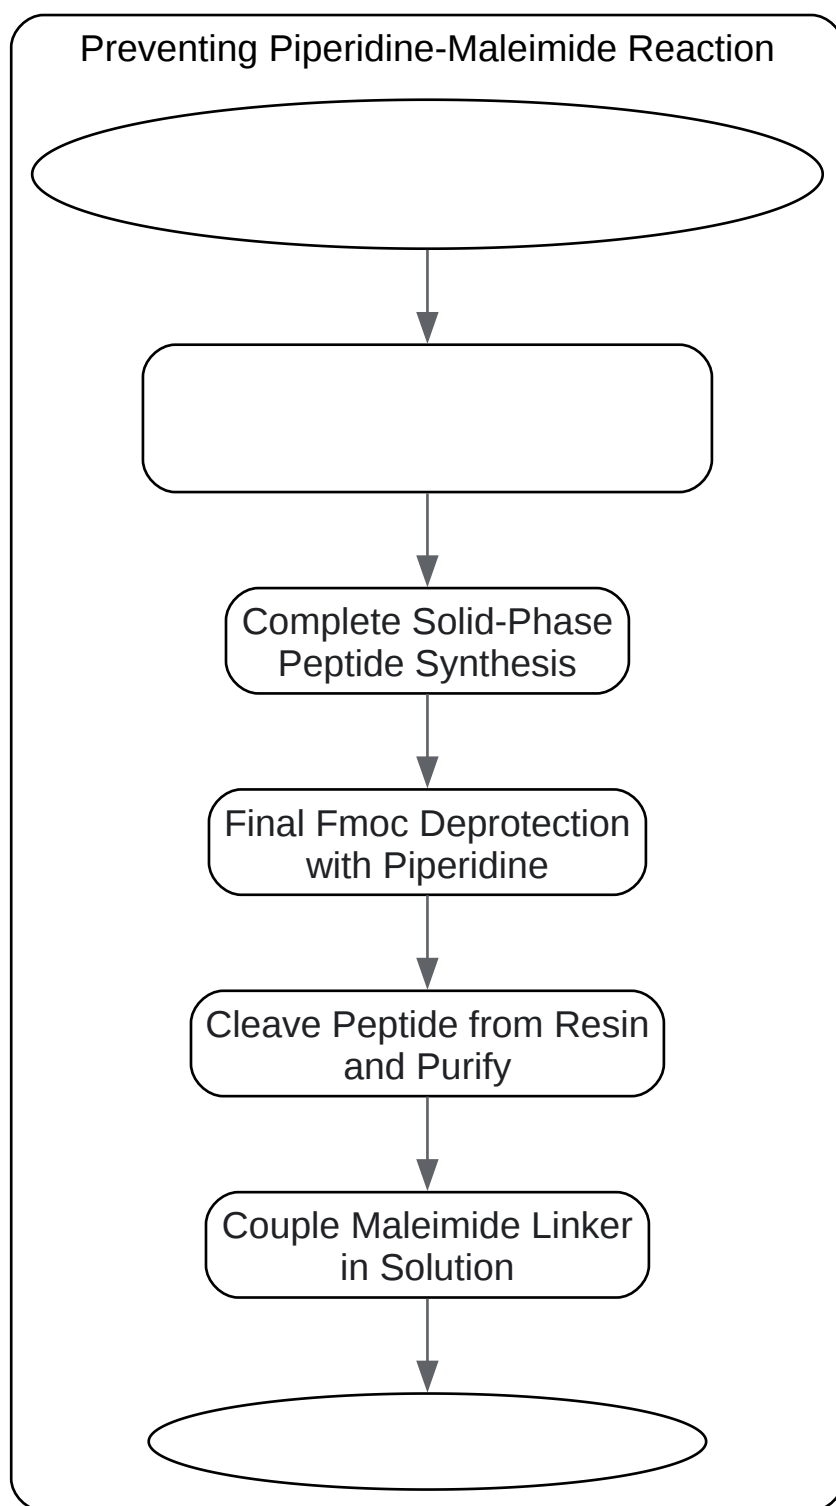 Preventing Piperidine-Maleimide Reaction
Complete Solid-Phase
Peptide Synthesis
Final Fmoc Deprotection
with Piperidine
Cleave Peptide from Resin
and Purify
Couple Maleimide Linker
in Solution